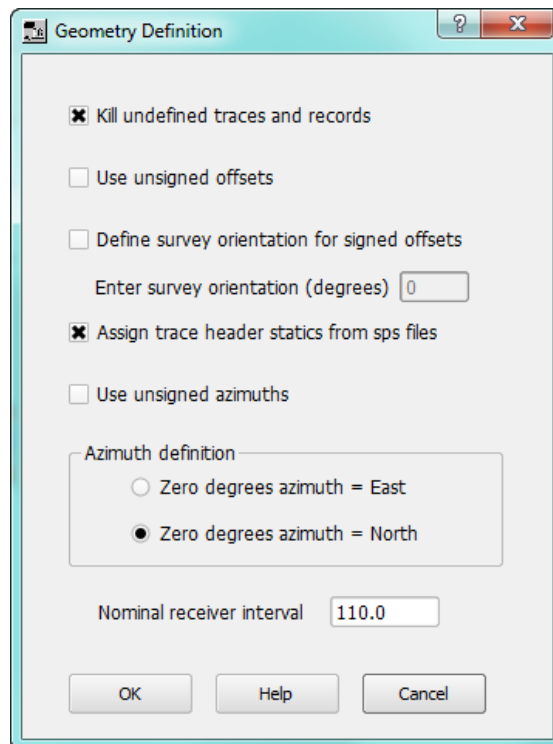 Geometry Definition
Kill undefined traces and records
Use unsigned offsets
Define survey orientation for signed offsets
Enter survey orientation (degrees) 0
Assign trace header statics from sps files
Use unsigned azimuths
Azimuth definition
Zero degrees azimuth = East
Zero degrees azimuth = North
Nominal receiver interval 110.0
OK Help Cancel